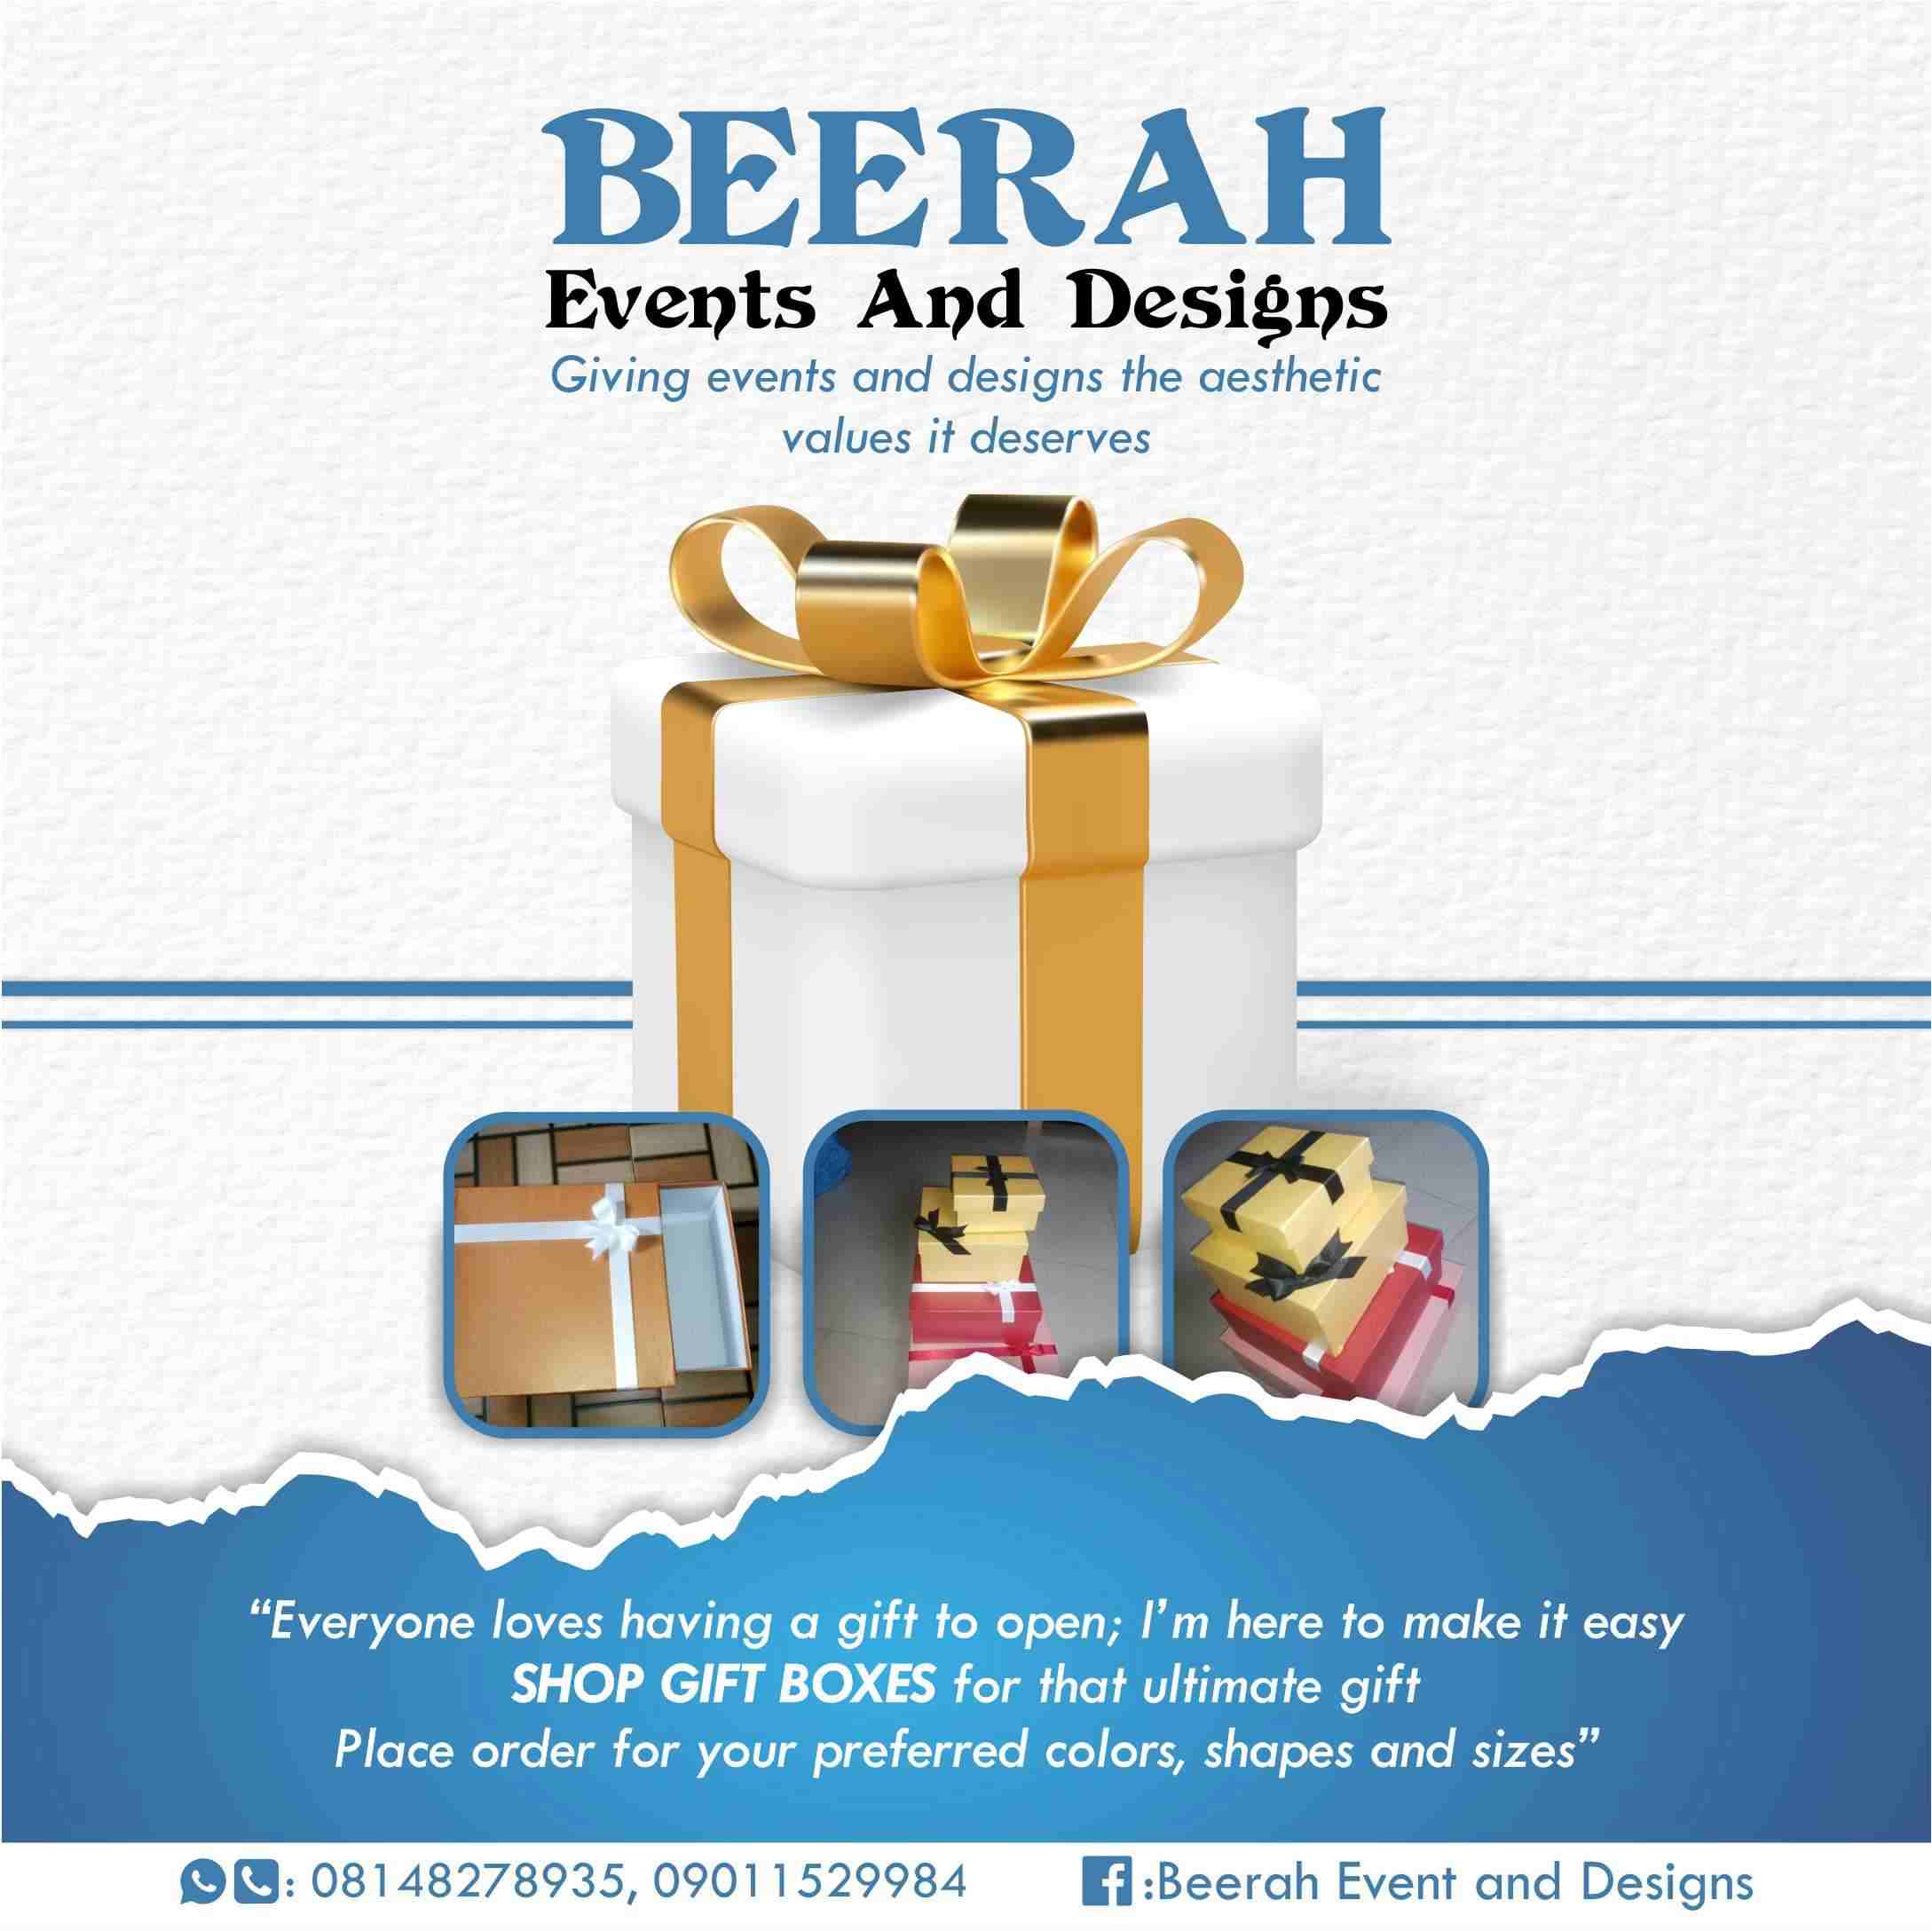 BEERAH
Events And Designs
Giving events and designs the aesthetic
values it deserves
“Everyone loves having a gift to open; I’m here to make it easy
SHOP GIFT BOXES for that ultimate gift
Place order for your preferred colors, shapes and sizes”
: 08148278935, 09011529984
:Beerah Event and Designs